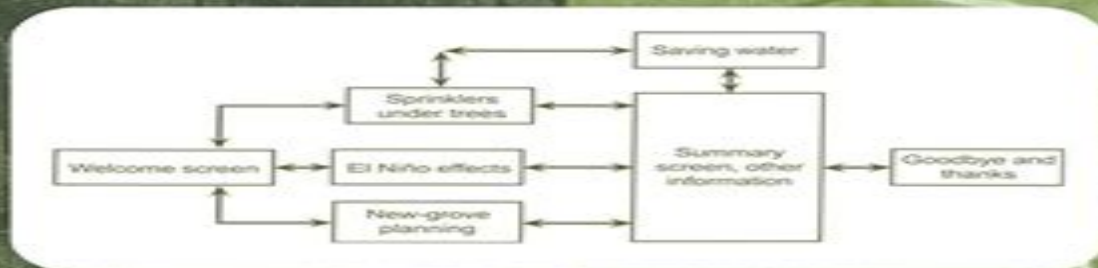 Saving water
Sprinklers
under trees
Welcome screen
El Niño effects
New-grove
planning
Summary
screen, other
information
Goodbye and
thanks